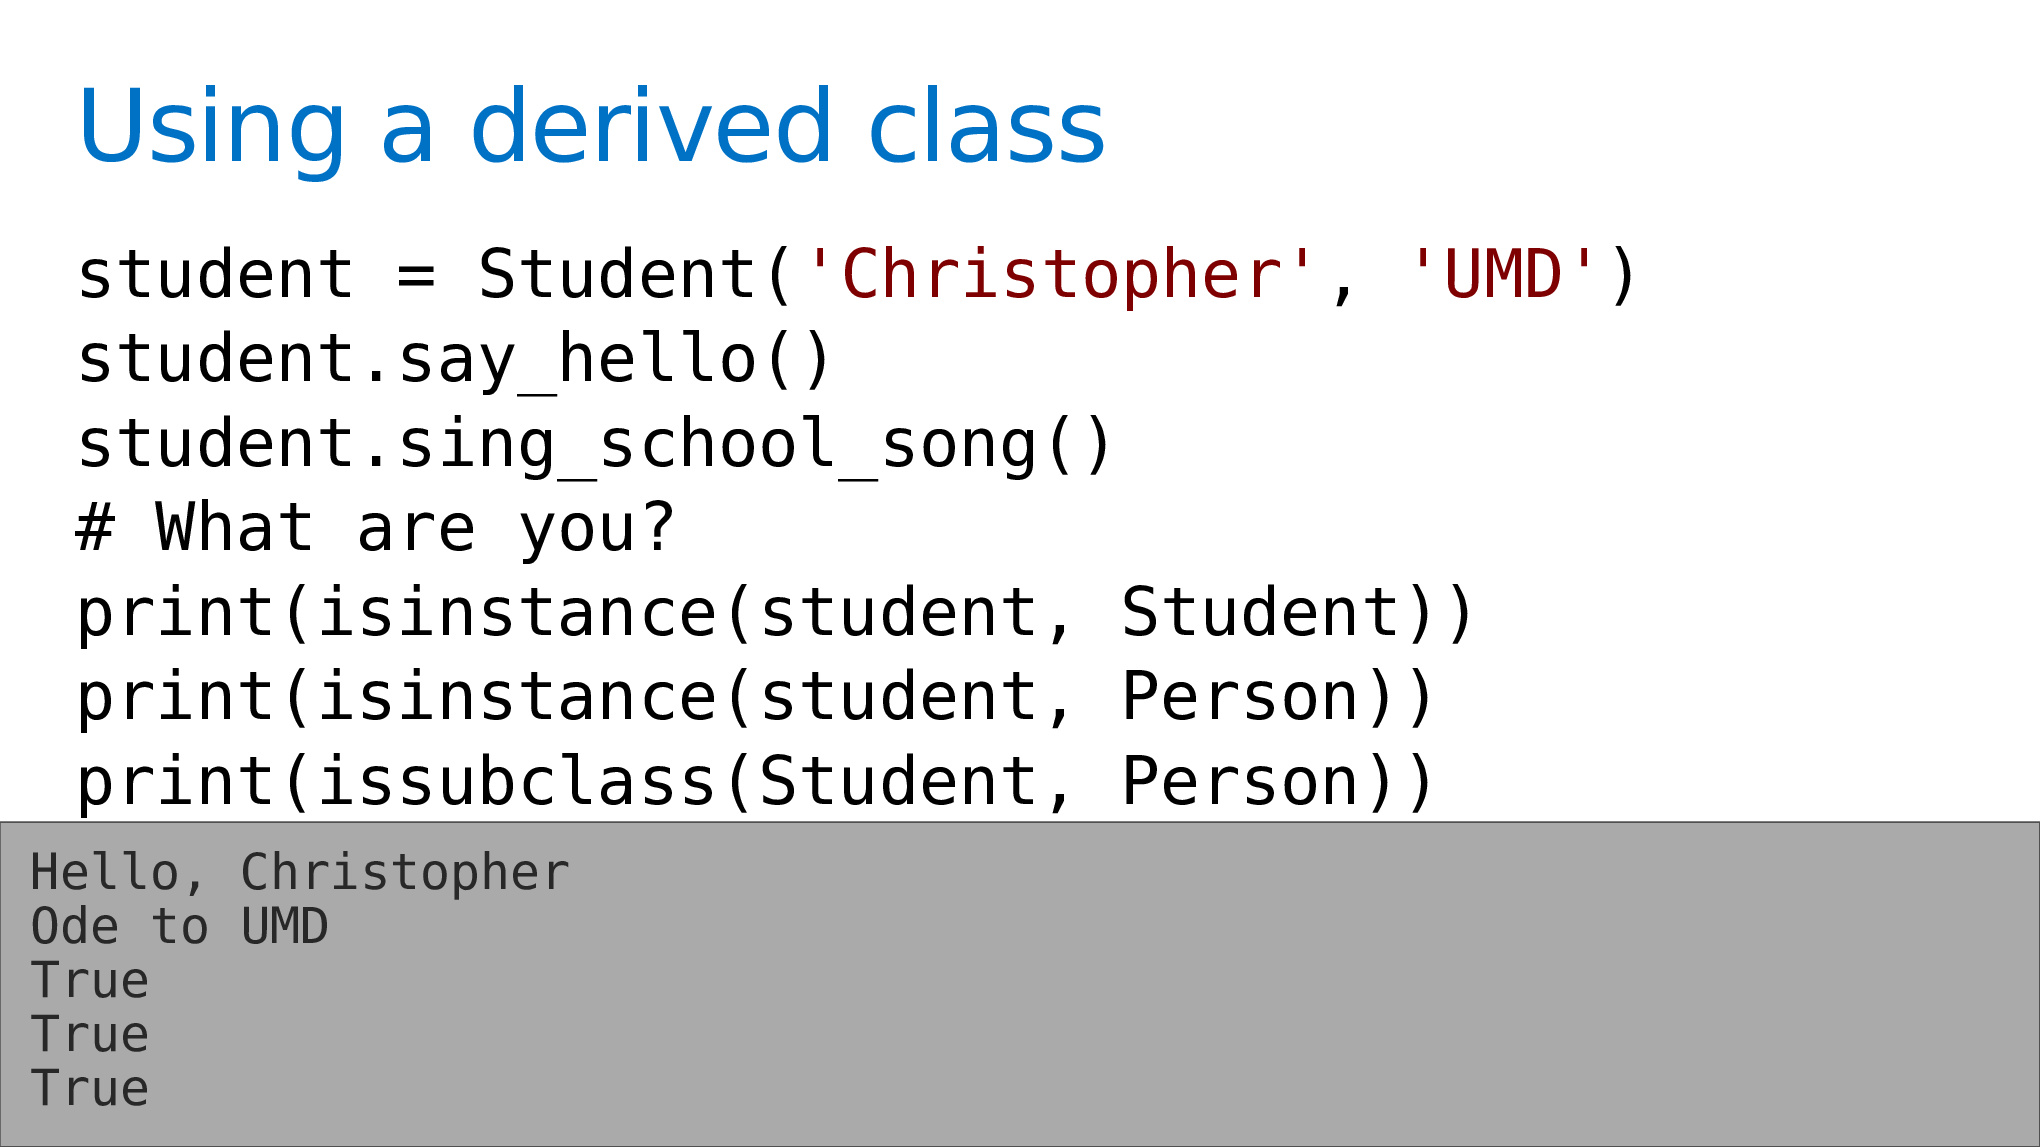 Using a derived class
student = Student('Christopher', 'UMD')
student.say_hello()
student.sing_school_song()
# What are you?
print(isinstance(student, Student))
print(isinstance(student, Person))
print(issubclass(Student, Person))
Hello, Christopher
Ode to UMD
True
True
True